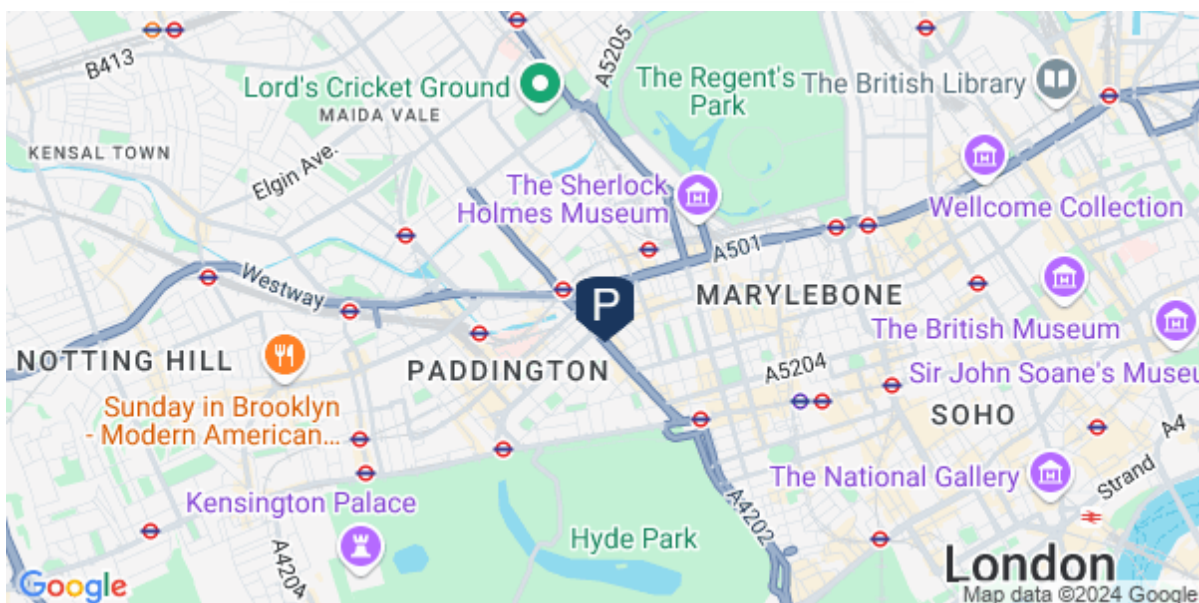 B413
A5205
Lord's Cricket Ground
MAIDA VALE
The Regent's
Park
The British Library
KENSAL TOWN
Elgin Ave.
The Sherlock
Holmes Museum
Wellcome Collection
A501
Westway
P
MARYLEBONE
The British Museum
NOTTING HILL
PADDINGTON
A5204
Sir John Soane's Museu
Sunday in Brooklyn
- Modern American...
SOHO
A4
The National Gallery
Strand
Kensington Palace
A4202
Hyde Park
A4204
London
Google
Map data ©2024 Google